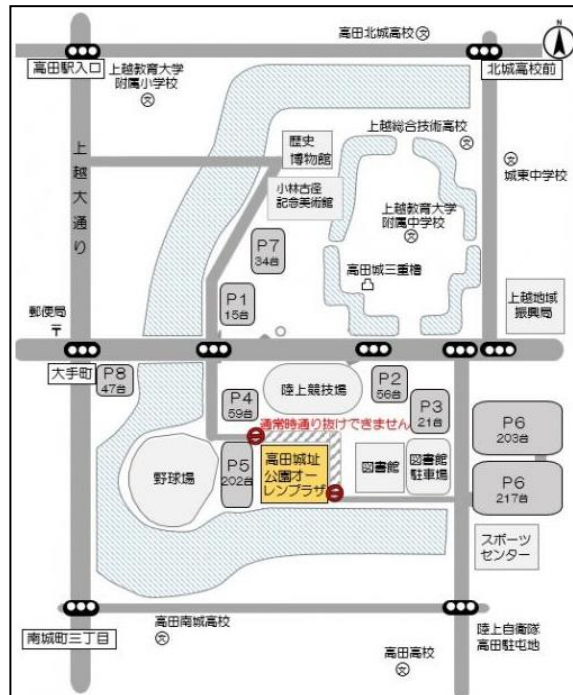 高田北城高校
高田駅入口
上越教育大学
附属小学校
北城高校前
上越大通り
歴史
博物館
上越総合技術高校
小林古径
記念美術館
城東中学校
上越教育大学
附属中学校
P7
34台
高田城三重櫓
P1
15台
上越地域
振興局
郵便局
大手町
P8
47台
陸上競技場
P2
56台
P4
59台
P3
21台
通常時通り抜けできません
P6
203台
野球場
P5
202台
高田城址
公園オー
レンプラザ
図書館
図書館
駐車場
P6
217台
スポーツ
センター
南城町三丁目
高田南城高校
高田高校
陸上自衛隊
高田駐屯地